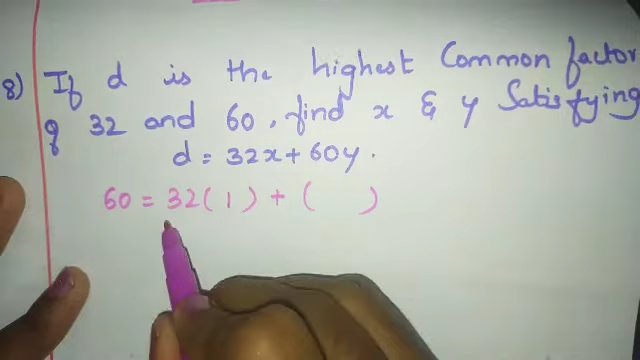 8) If d is the highest Common factor
of 32 and 60, find x & y Satisfying
d = 32x + 60y.
60 = 32( 1 ) + (   )